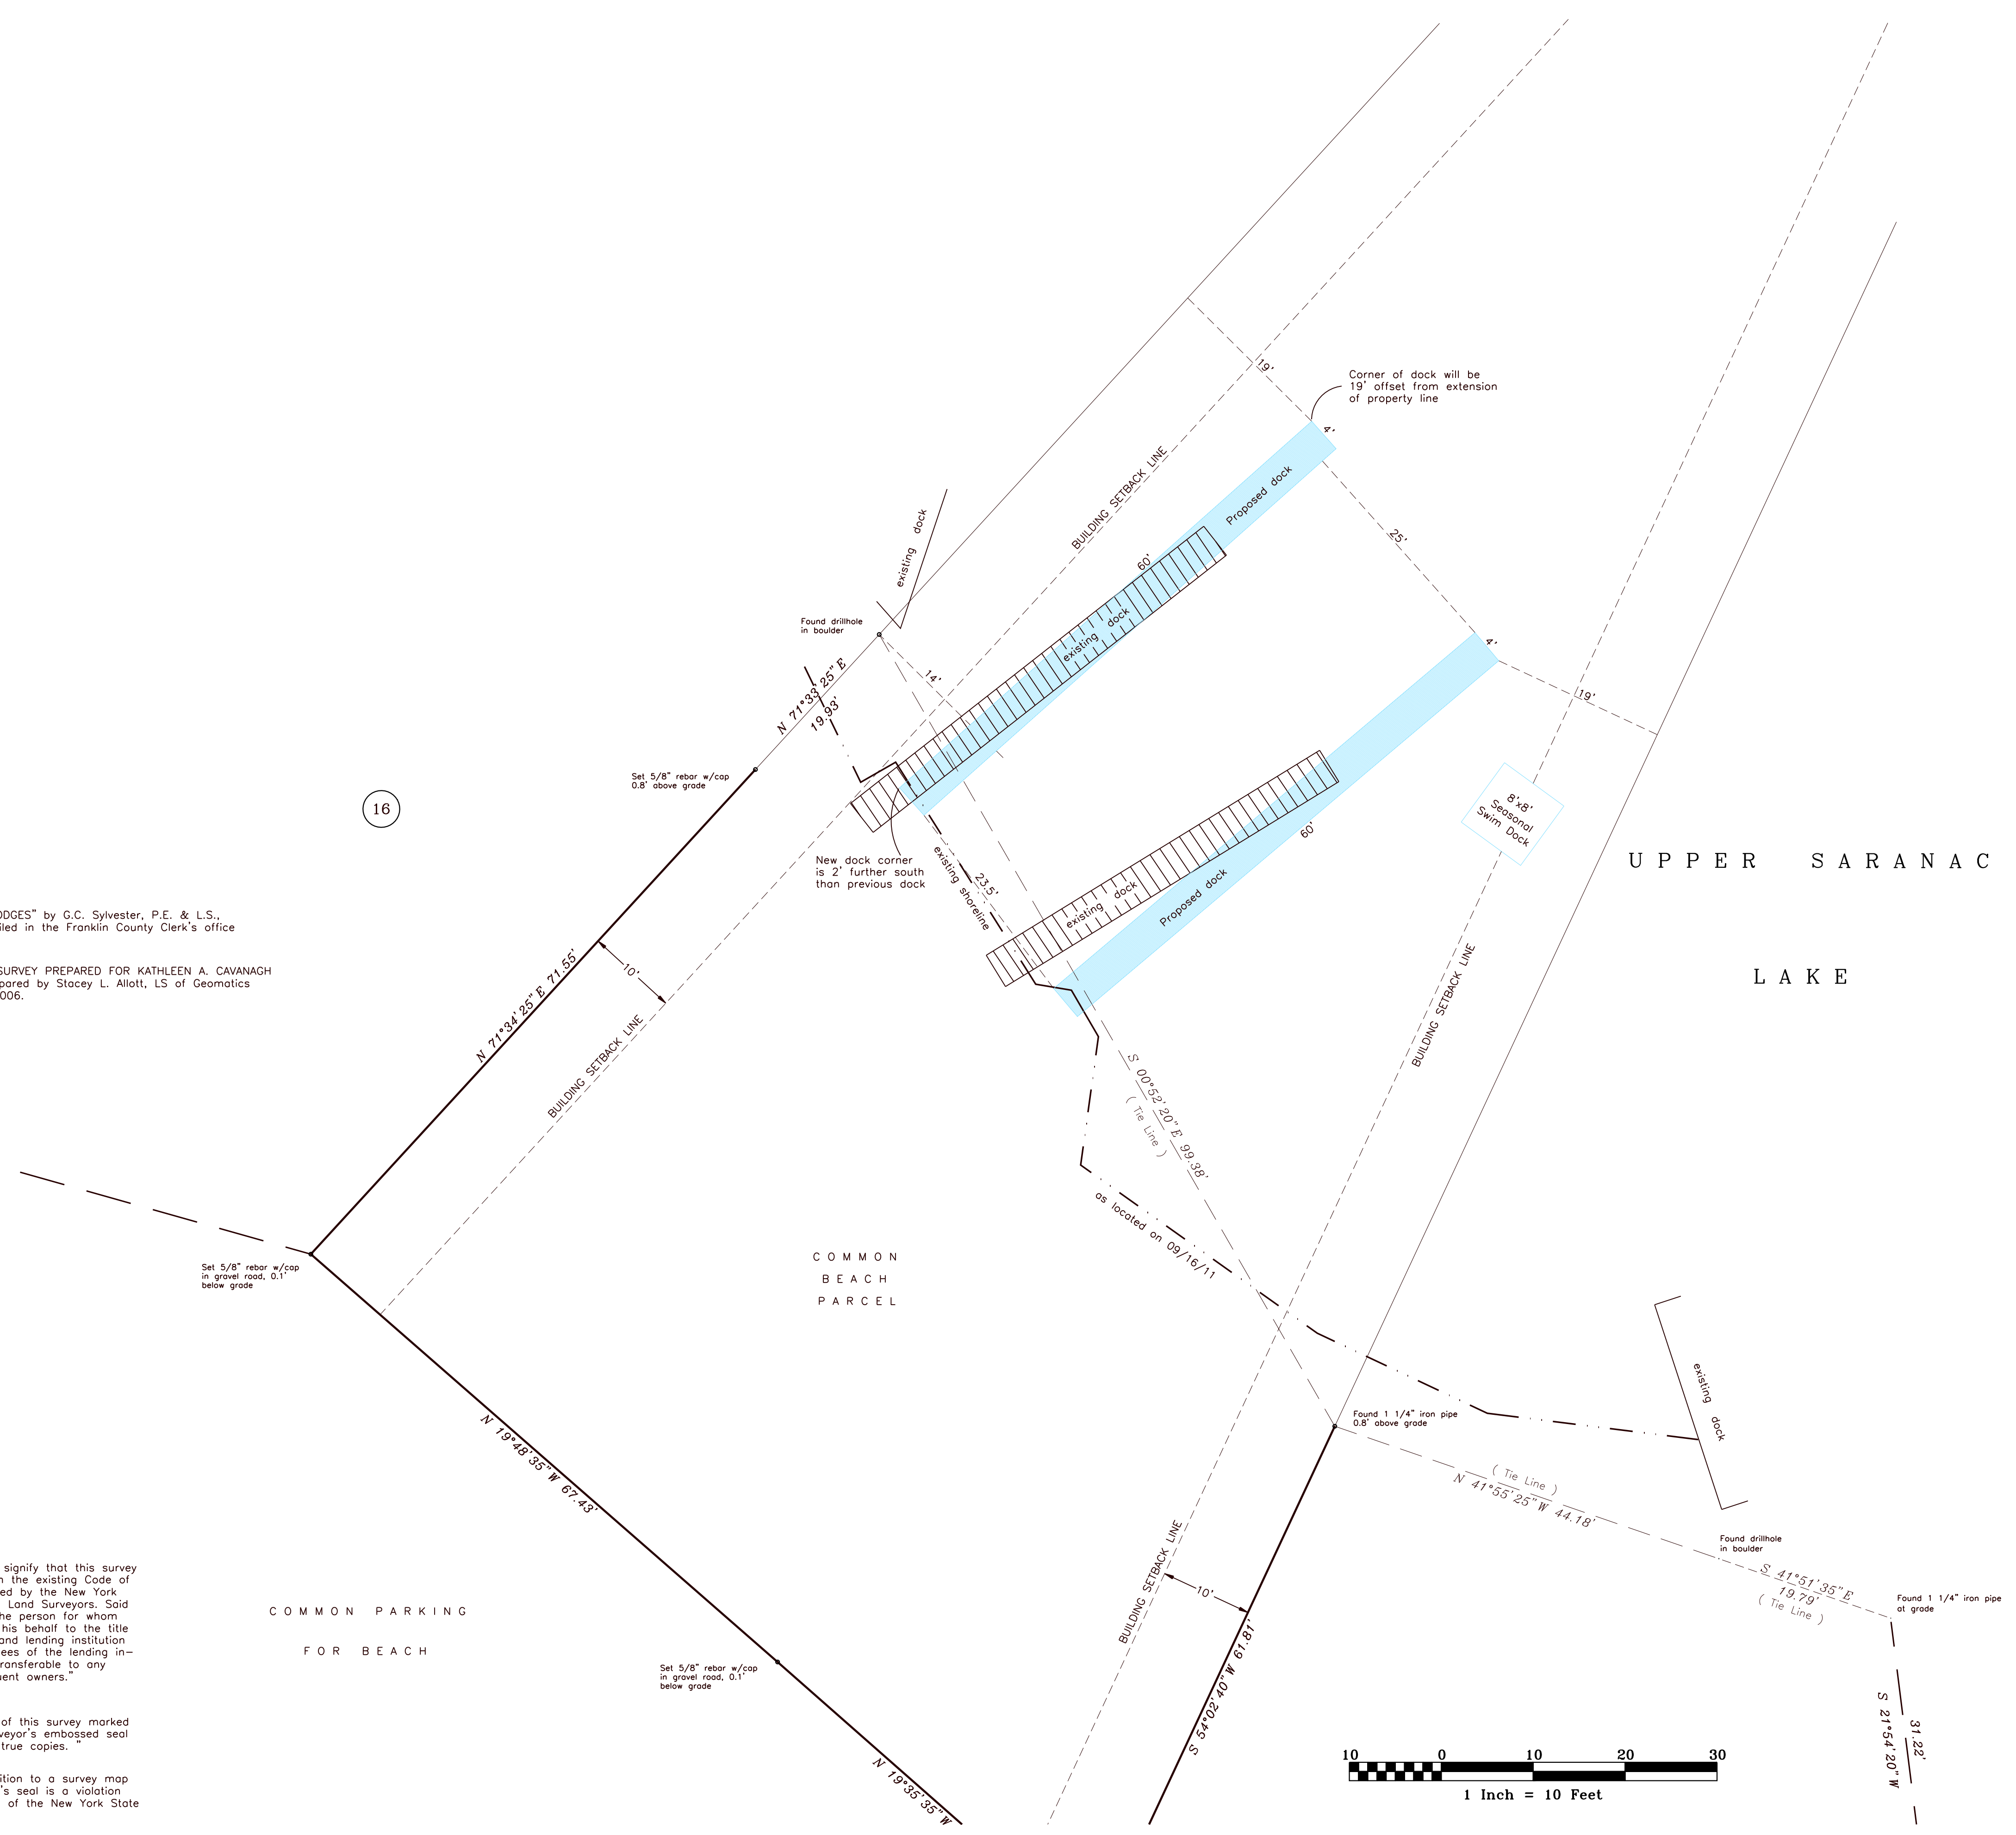 19'
Corner of dock will be
19' offset from extension
of property line
4'
BUILDING SETBACK LINE
Proposed dock
25'
existing dock
60'
Found drillhole
in boulder
existing dock
4'
14'
N 71°33'25" E
19.93'
19'
Set 5/8" rebar w/cap
0.8' above grade
16
8'x8'
Seasonal
Swim Dock
60'
New dock corner
is 2' further south
than previous dock
existing shoreline
23.5'
existing dock
Proposed dock
UPPER SARANAC
LAKE
ODGES" by G.C. Sylvester, P.E. & L.S.,
iled in the Franklin County Clerk's office
SURVEY PREPARED FOR KATHLEEN A. CAVANAGH
pared by Stacey L. Allott, LS of Geomatics
006.
N 71°34'25" E 71.55'
10'
BUILDING SETBACK LINE
BUILDING SETBACK LINE
S 00°52'20" E 99.38'
( Tie Line )
as located on 09/16/11
COMMON
BEACH
PARCEL
Set 5/8" rebar w/cap
in gravel road, 0.1'
below grade
existing dock
Found 1 1/4" iron pipe
0.8' above grade
N 19°48'35" W 67.43'
( Tie Line )
N 41°55'25" W 44.18'
Found drillhole
in boulder
S 41°51'35" E
19.79'
( Tie Line )
Found 1 1/4" iron pipe
at grade
BUILDING SETBACK LINE
10'
signify that this survey
n the existing Code of
ed by the New York
Land Surveyors. Said
he person for whom
his behalf to the title
and lending institution
ees of the lending in-
ransferable to any
uent owners."
COMMON PARKING
FOR BEACH
Set 5/8" rebar w/cap
in gravel road, 0.1'
below grade
S 54°02'40" W 61.81'
S 21°54'20" W
31.22'
of this survey marked
veyor's embossed seal
true copies. "
ition to a survey map
's seal is a violation
of the New York State
N 19°35'35" W
10 0 10 20 30
1 Inch = 10 Feet